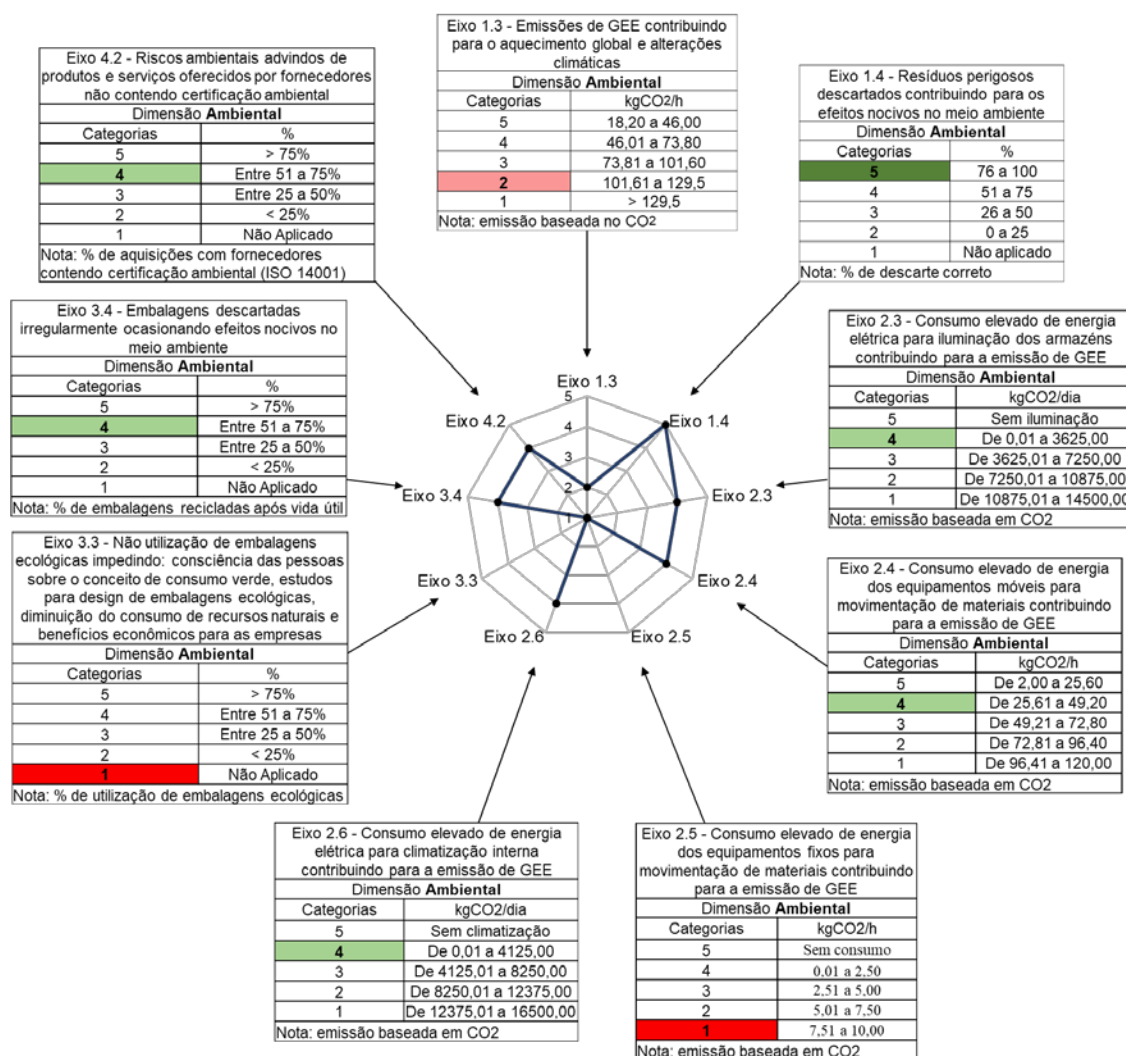 Eixo 1.3 - Emissões de GEE contribuindo
para o aquecimento global e alterações
climáticas
Dimensão Ambiental
Categorias kgCO2/h
5 18,20 a 46,00
4 46,01 a 73,80
3 73,81 a 101,60
2 101,61 a 129,5
1 > 129,5
Nota: emissão baseada no CO2
Eixo 4.2 - Riscos ambientais advindos de
produtos e serviços oferecidos por fornecedores
não contendo certificação ambiental
Dimensão Ambiental
Categorias %
5 > 75%
4 Entre 51 a 75%
3 Entre 25 a 50%
2 < 25%
1 Não Aplicado
Nota: % de aquisições com fornecedores
contendo certificação ambiental (ISO 14001)
Eixo 1.4 - Resíduos perigosos
descartados contribuindo para os
efeitos nocivos no meio ambiente
Dimensão Ambiental
Categorias %
5 76 a 100
4 51 a 75
3 26 a 50
2 0 a 25
1 Não aplicado
Nota: % de descarte correto
Eixo 3.4 - Embalagens descartadas
irregularmente ocasionando efeitos nocivos no
meio ambiente
Dimensão Ambiental
Categorias %
5 > 75%
4 Entre 51 a 75%
3 Entre 25 a 50%
2 < 25%
1 Não Aplicado
Nota: % de embalagens recicladas após vida útil
Eixo 2.3 - Consumo elevado de energia
elétrica para iluminação dos armazéns
contribuindo para a emissão de GEE
Dimensão Ambiental
Categorias kgCO2/dia
5 Sem iluminação
4 De 0,01 a 3625,00
3 De 3625,01 a 7250,00
2 De 7250,01 a 10875,00
1 De 10875,01 a 14500,00
Nota: emissão baseada em CO2
Eixo 1.3
Eixo 1.4
Eixo 2.3
Eixo 2.4
Eixo 2.5
Eixo 2.6
Eixo 3.3
Eixo 3.4
Eixo 4.2
5
4
3
2
1
Eixo 3.3 - Não utilização de embalagens
ecológicas impedindo: consciência das pessoas
sobre o conceito de consumo verde, estudos
para design de embalagens ecológicas,
diminuição do consumo de recursos naturais e
benefícios econômicos para as empresas
Dimensão Ambiental
Categorias %
5 > 75%
4 Entre 51 a 75%
3 Entre 25 a 50%
2 < 25%
1 Não Aplicado
Nota: % de utilização de embalagens ecológicas
Eixo 2.4 - Consumo elevado de energia
dos equipamentos móveis para
movimentação de materiais contribuindo
para a emissão de GEE
Dimensão Ambiental
Categorias kgCO2/h
5 De 2,00 a 25,60
4 De 25,61 a 49,20
3 De 49,21 a 72,80
2 De 72,81 a 96,40
1 De 96,41 a 120,00
Nota: emissão baseada em CO2
Eixo 2.6 - Consumo elevado de energia
elétrica para climatização interna
contribuindo para a emissão de GEE
Dimensão Ambiental
Categorias kgCO2/dia
5 Sem climatização
4 De 0,01 a 4125,00
3 De 4125,01 a 8250,00
2 De 8250,01 a 12375,00
1 De 12375,01 a 16500,00
Nota: emissão baseada em CO2
Eixo 2.5 - Consumo elevado de energia
dos equipamentos fixos para
movimentação de materiais contribuindo
para a emissão de GEE
Dimensão Ambiental
Categorias kgCO2/h
5 Sem consumo
4 0,01 a 2,50
3 2,51 a 5,00
2 5,01 a 7,50
1 7,51 a 10,00
Nota: emissão baseada em CO2